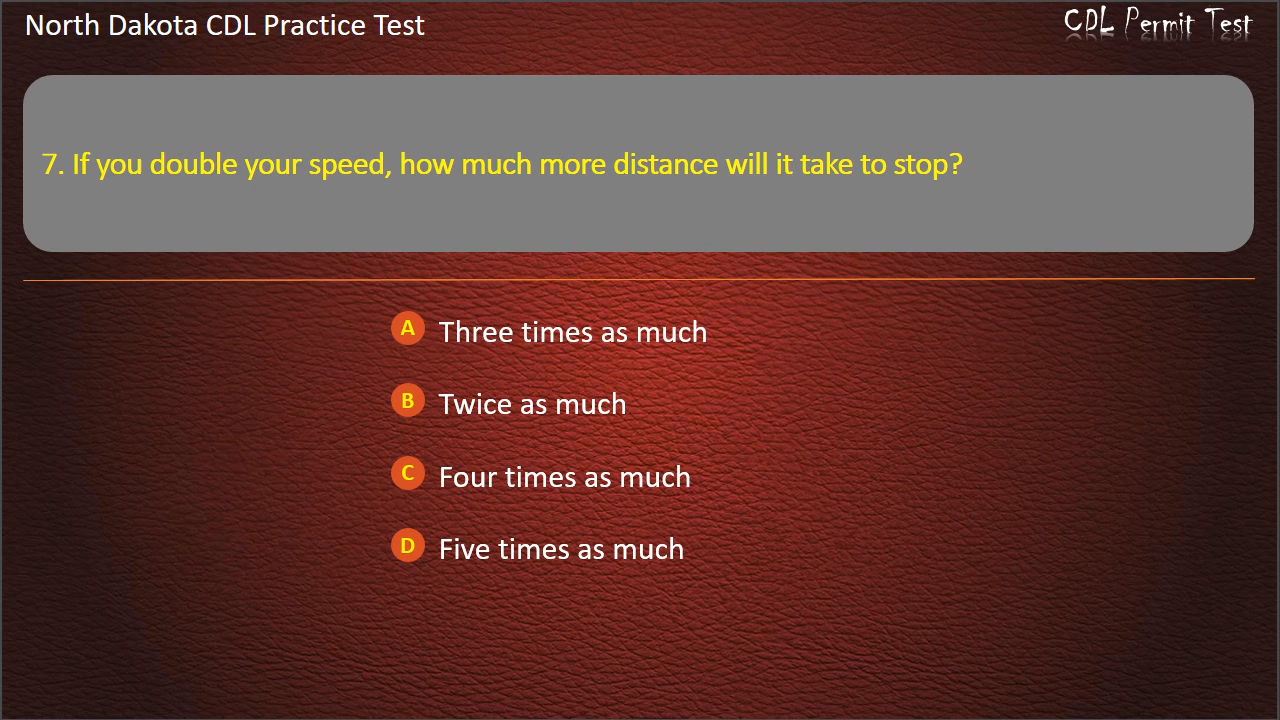 North Dakota CDL Practice Test
CDL Permit Test
7. If you double your speed, how much more distance will it take to stop?
A Three times as much
B Twice as much
C Four times as much
D Five times as much